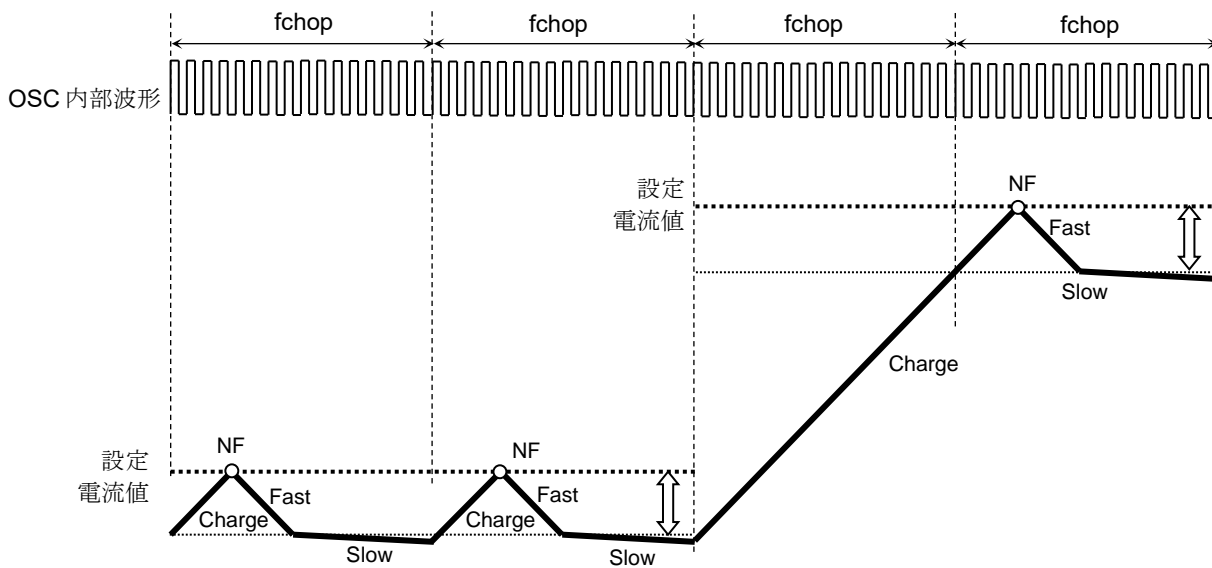 fchop
fchop
fchop
fchop
OSC 内部波形
設定
電流値
NF
Fast
Slow
Charge
設定
電流値
NF
Fast
Charge
Slow
NF
Fast
Charge
Slow